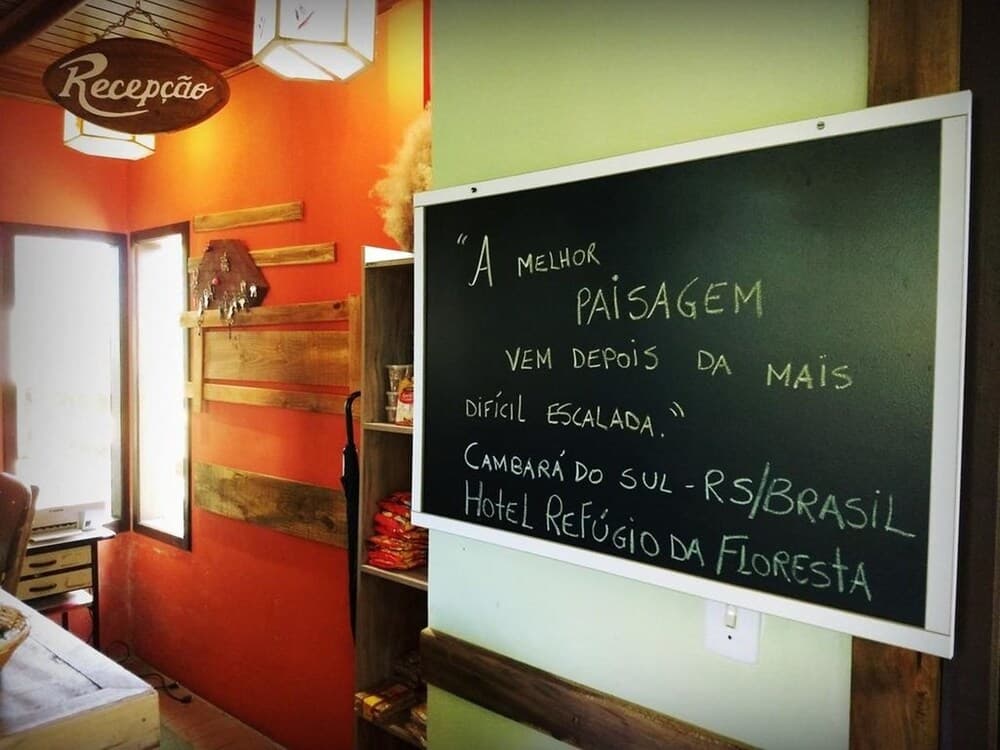 Recepção
"A MELHOR
PAISAGEM
VEM DEPOIS DA MAIS
DIFÍCIL ESCALADA."
CAMBARÁ DO SUL - RS/BRASIL
HOTEL REFÚGIO DA FLORESTA